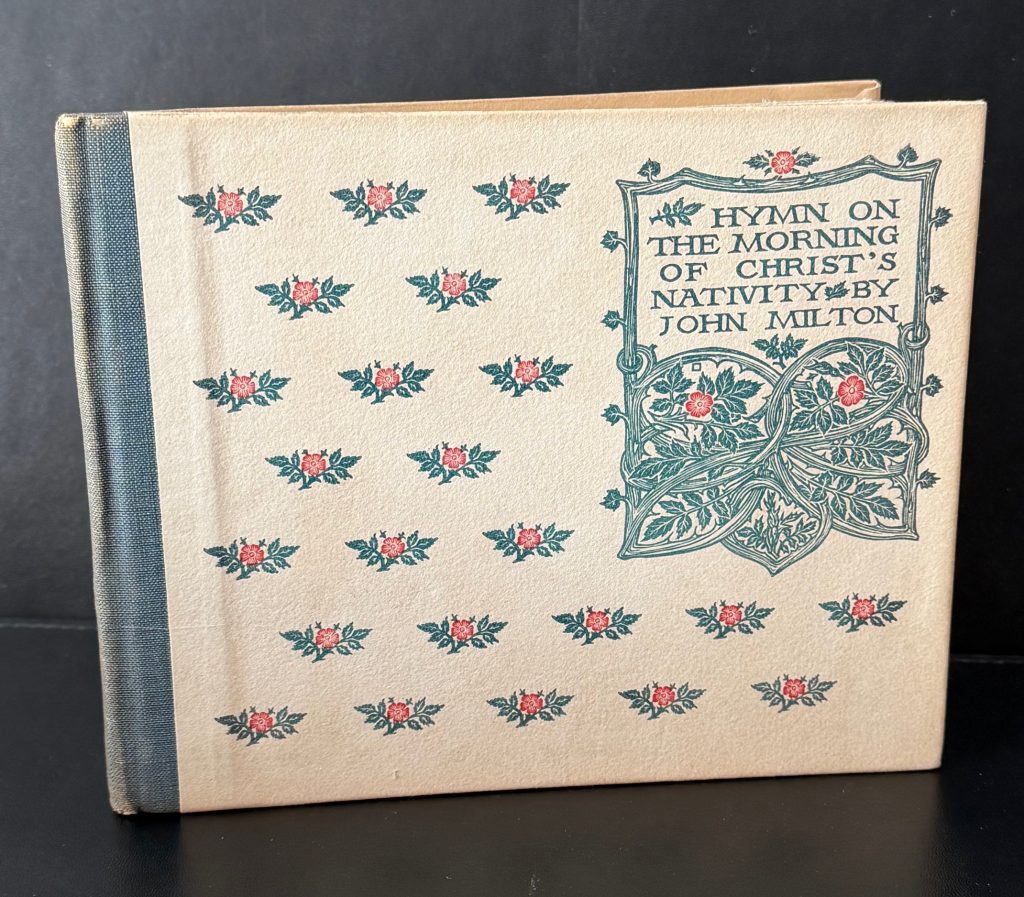 HYMN ON
THE MORNING
OF CHRIST'S
NATIVITY BY
JOHN MILTON